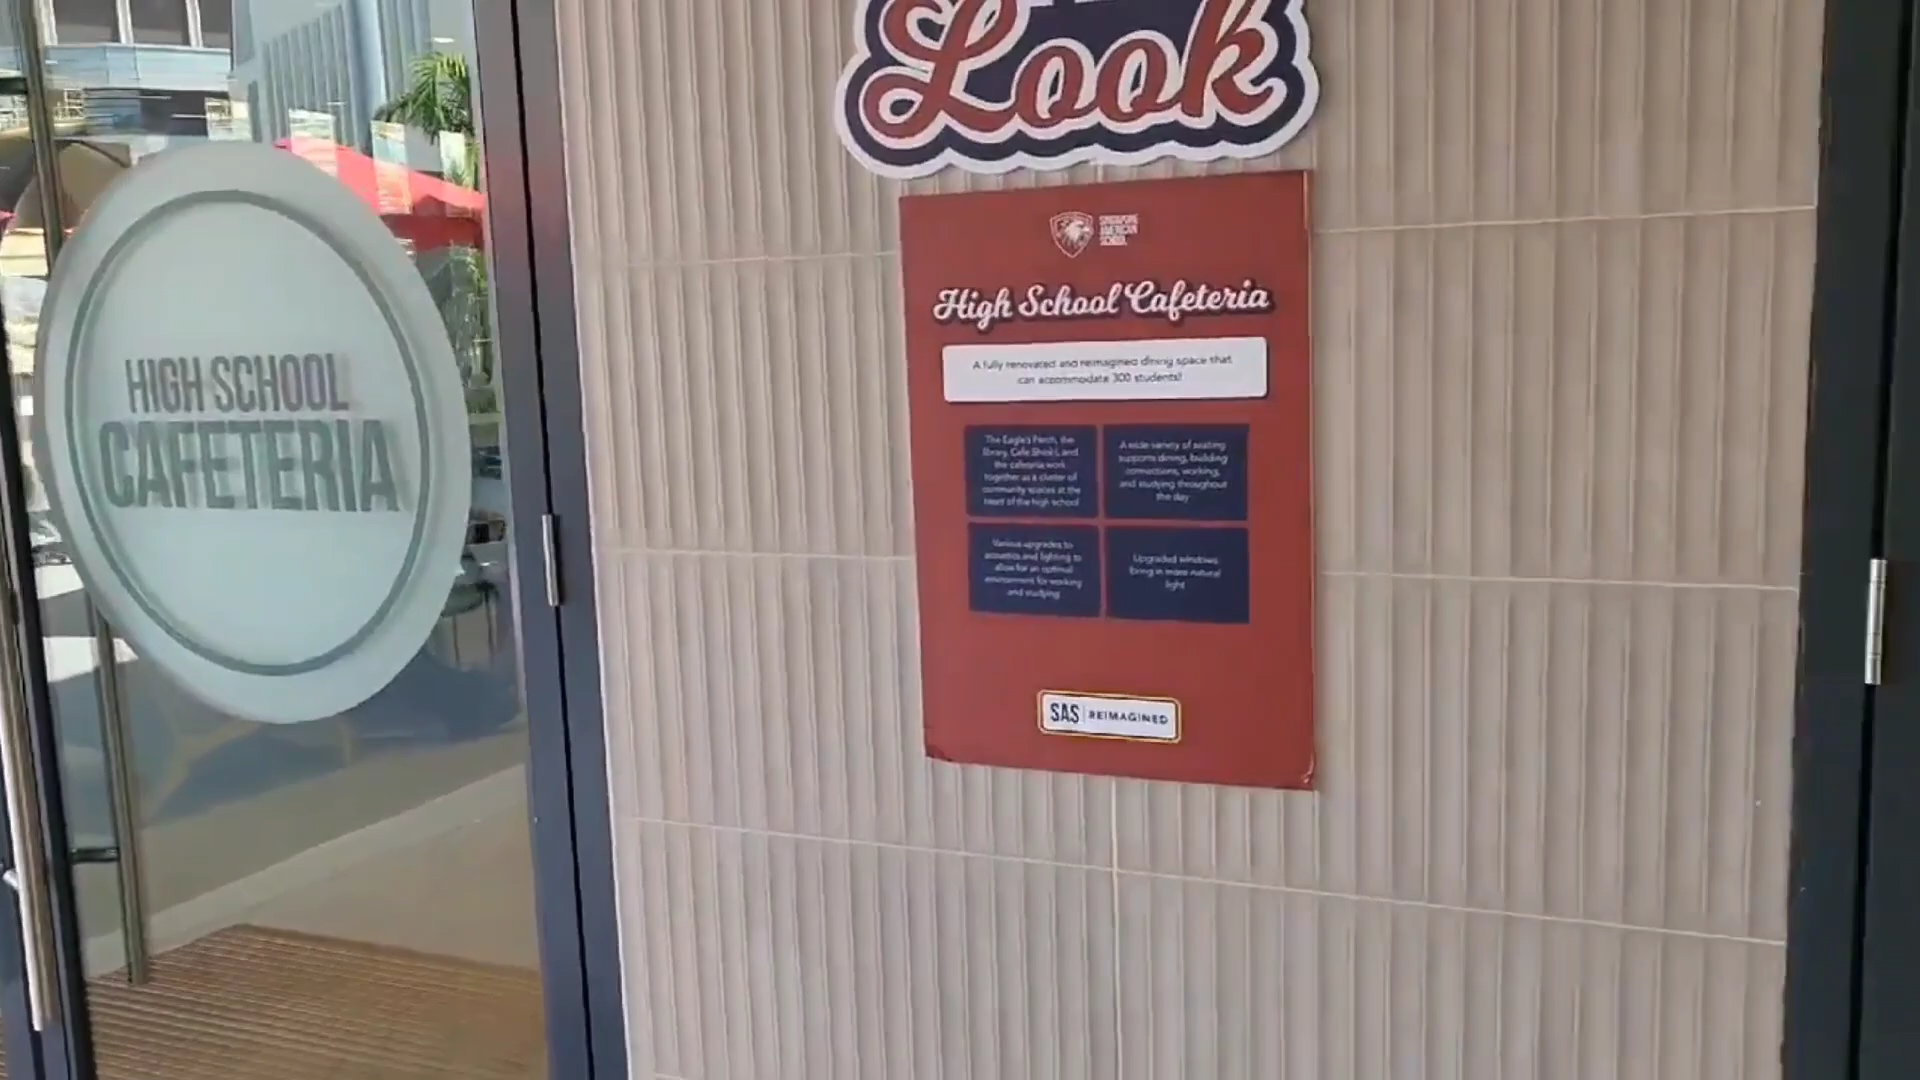 Look
HIGH SCHOOL
CAFETERIA
SINGAPORE
AMERICAN
SCHOOL
High School Cafeteria
A fully renovated and reimagined dining space that
can accommodate 300 students!
The Eagle's Perch, the
library, Cafe Shiok!, and
the cafeteria work
together as a cluster of
community spaces at the
heart of the high school
A wide variety of seating
supports dining, building
connections, working,
and studying throughout
the day
Various upgrades to
acoustics and lighting to
allow for an optimal
environment for working
and studying
Upgraded windows
bring in more natural
light
SAS REIMAGINED